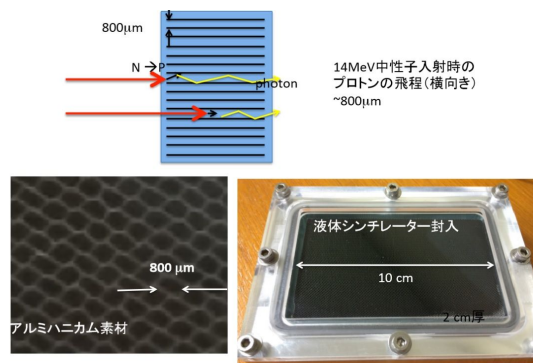 800μm
N →P
photon
14MeV中性子入射時の
プロトンの飛程(横向き)
~800μm
800 μm
アルミハニカム素材
液体シンチレーター封入
10 cm
2 cm厚